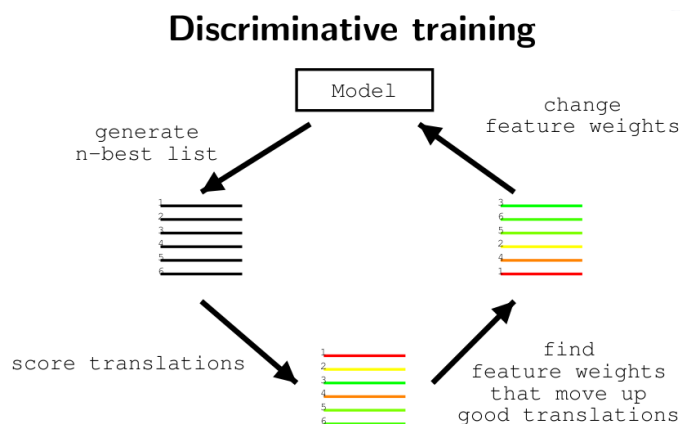 Discriminative training
Model
change
feature weights
generate
n-best list
1
2
3
4
5
6
3
6
5
2
4
1
score translations
1
2
3
4
5
6
find
feature weights
that move up
good translations